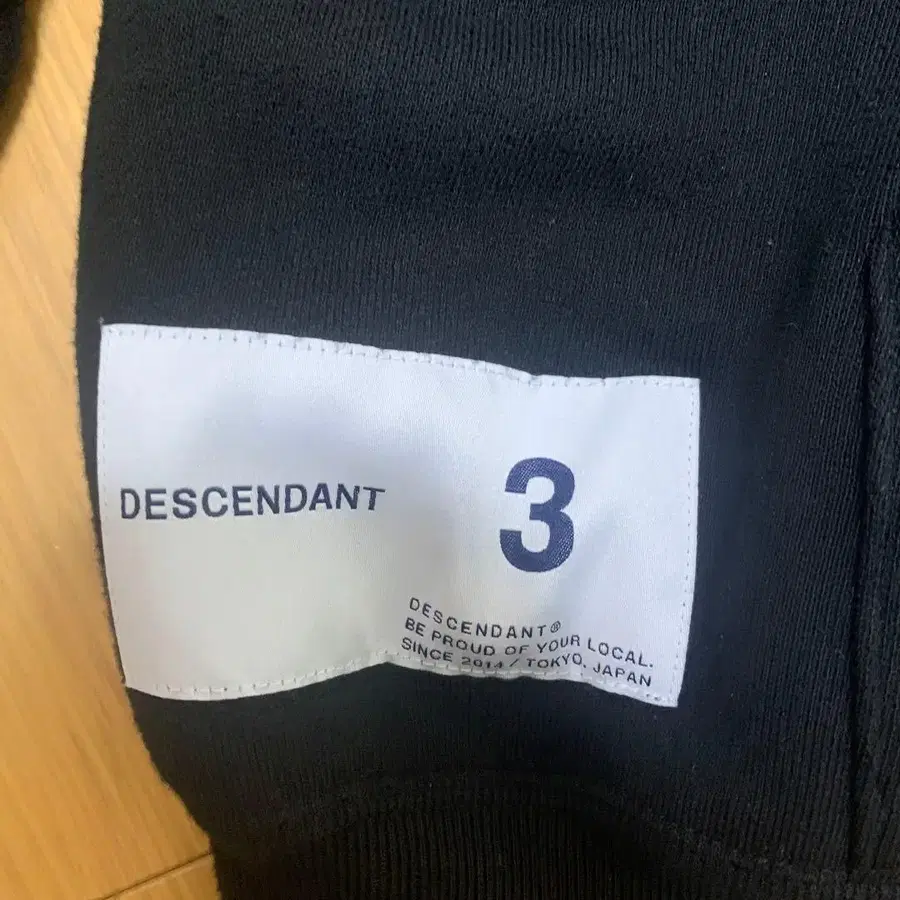 DESCENDANT
3
DESCENDANT®
BE PROUD OF YOUR LOCAL.
SINCE 2014 / TOKYO, JAPAN